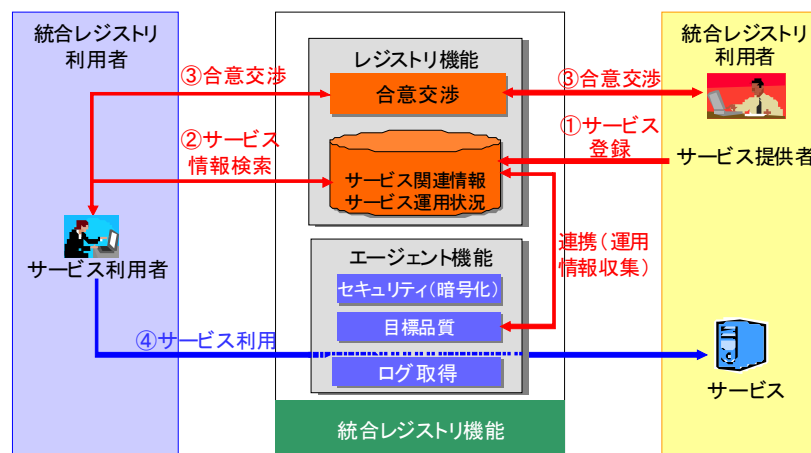 統合レジストリ
利用者
③合意交渉
②サービス
情報検索
サービス利用者
④サービス利用
レジストリ機能
合意交渉
サービス関連情報
サービス運用状況
エージェント機能
セキュリティ(暗号化)
目標品質
ログ取得
統合レジストリ機能
統合レジストリ
利用者
③合意交渉
①サービス
登録
サービス提供者
連携(運用
情報収集)
サービス